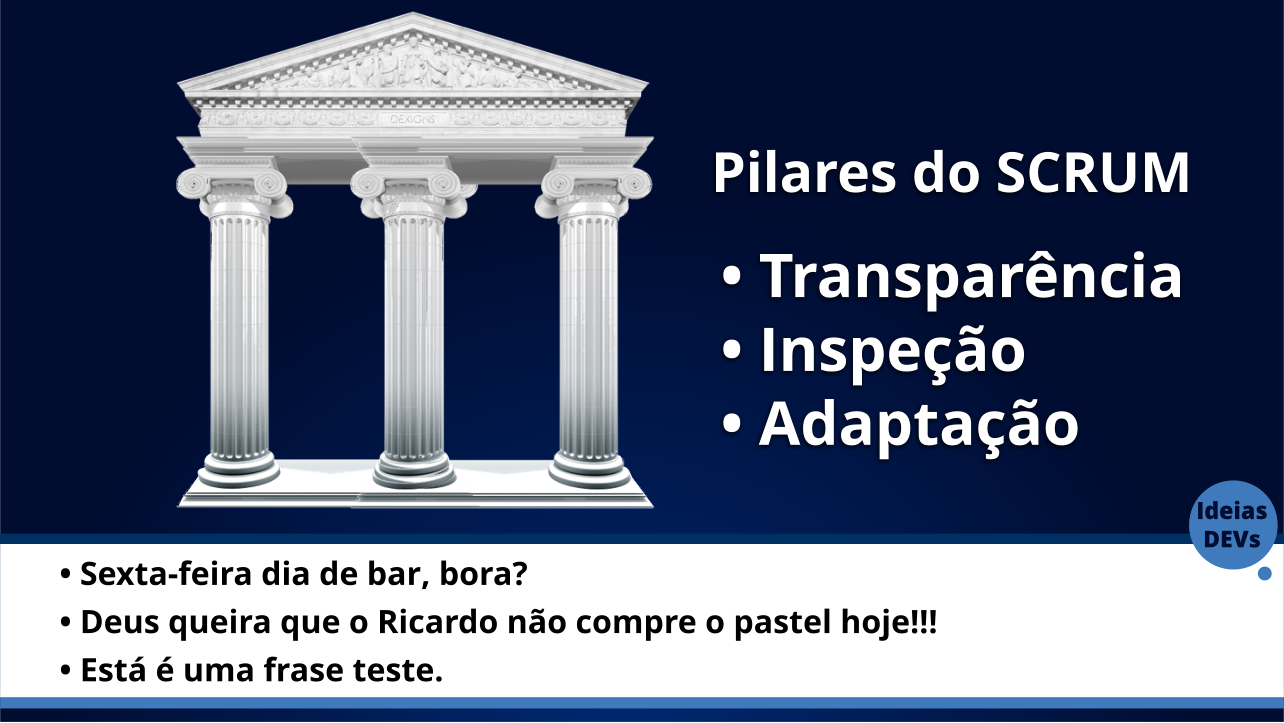 DEXIGNS
Pilares do SCRUM
• Transparência
• Inspeção
• Adaptação
Ideias
DEVs
• Sexta-feira dia de bar, bora?
• Deus queira que o Ricardo não compre o pastel hoje!!!
• Está é uma frase teste.